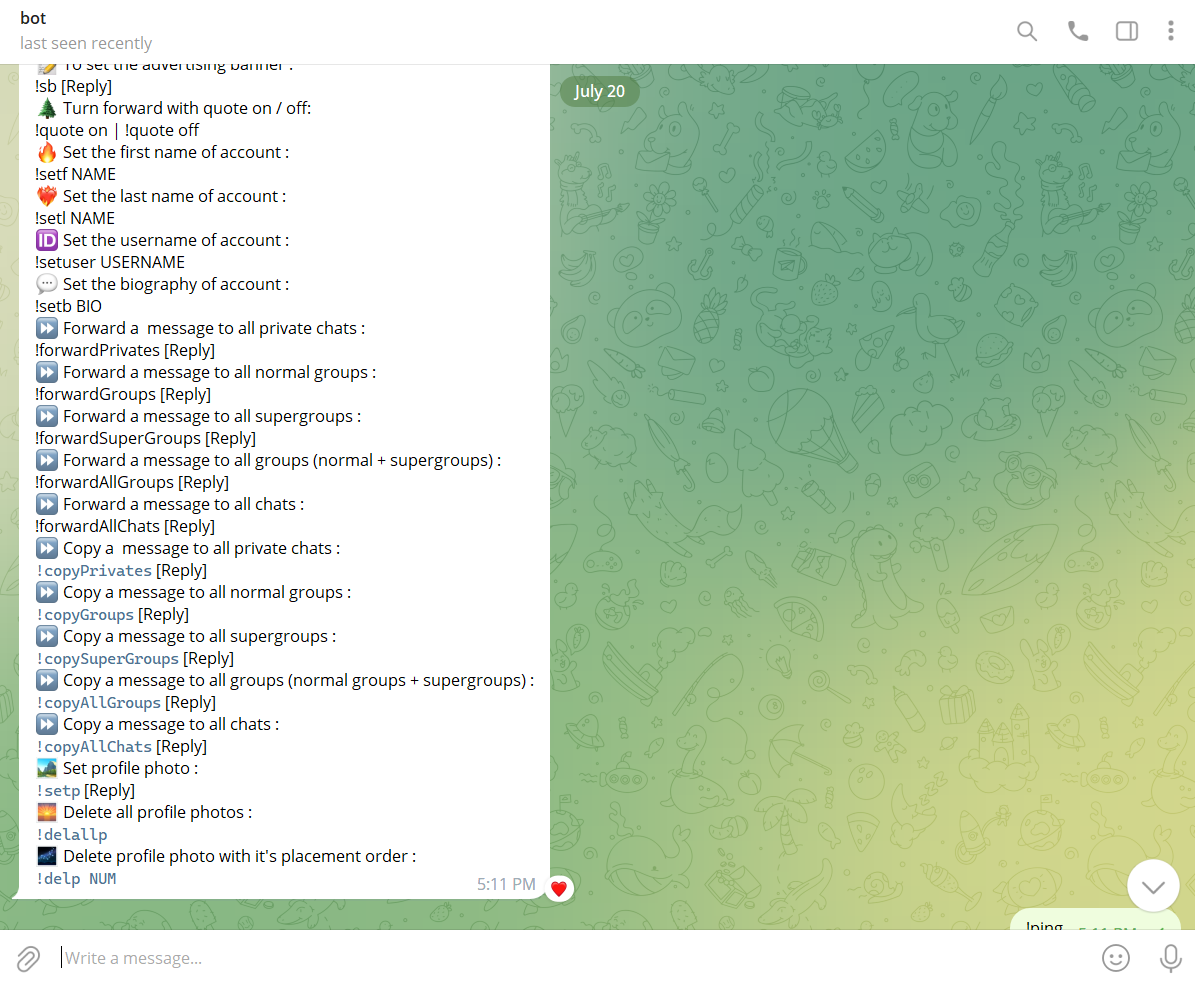 bot
last seen recently
July 20
To set the advertising banner :
!sb [Reply]
Turn forward with quote on / off:
!quote on | !quote off
Set the first name of account :
!setf NAME
Set the last name of account :
!setl NAME
ID Set the username of account :
!setuser USERNAME
Set the biography of account :
!setb BIO
Forward a  message to all private chats :
!forwardPrivates [Reply]
Forward a message to all normal groups :
!forwardGroups [Reply]
Forward a message to all supergroups :
!forwardSuperGroups [Reply]
Forward a message to all groups (normal + supergroups) :
!forwardAllGroups [Reply]
Forward a message to all chats :
!forwardAllChats [Reply]
Copy a  message to all private chats :
!copyPrivates [Reply]
Copy a message to all normal groups :
!copyGroups [Reply]
Copy a message to all supergroups :
!copySuperGroups [Reply]
Copy a message to all groups (normal groups + supergroups) :
!copyAllGroups [Reply]
Copy a message to all chats :
!copyAllChats [Reply]
Set profile photo :
!setp [Reply]
Delete all profile photos :
!delallp
Delete profile photo with it's placement order :
!delp NUM
5:11 PM
!ping 5:11 PM
Write a message...